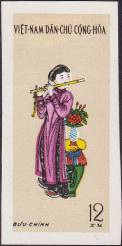 VIỆT-NAM DÂN-CHỦ CỘNG-HÒA
BƯU-CHÍNH
12
xu